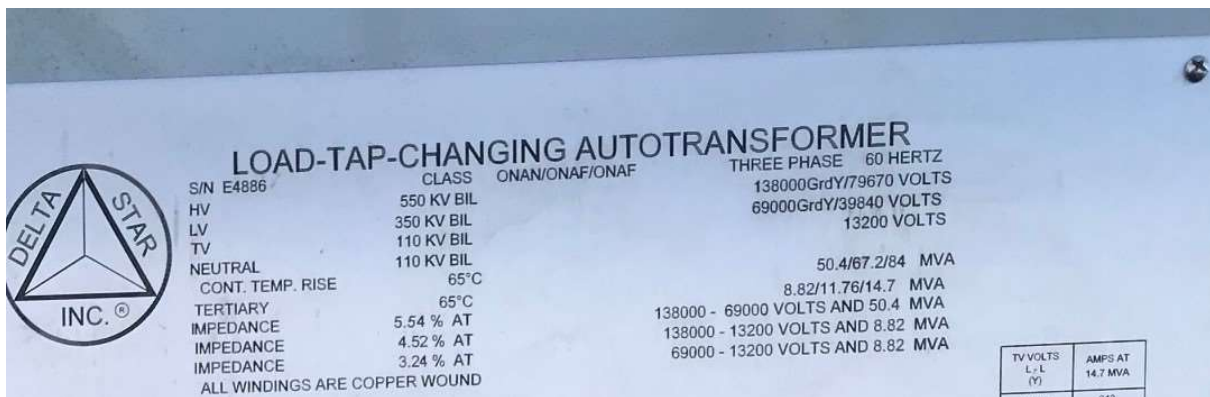 LOAD-TAP-CHANGING AUTOTRANSFORMER
S/N E4886 CLASS ONAN/ONAF/ONAF THREE PHASE 60 HERTZ
HV 550 KV BIL 138000GrdY/79670 VOLTS
LV 350 KV BIL 69000GrdY/39840 VOLTS
TV 110 KV BIL 13200 VOLTS
NEUTRAL 110 KV BIL
CONT. TEMP. RISE 65°C 50.4/67.2/84 MVA
TERTIARY 65°C 8.82/11.76/14.7 MVA
IMPEDANCE 5.54 % AT 138000 - 69000 VOLTS AND 50.4 MVA
IMPEDANCE 4.52 % AT 138000 - 13200 VOLTS AND 8.82 MVA
IMPEDANCE 3.24 % AT 69000 - 13200 VOLTS AND 8.82 MVA
ALL WINDINGS ARE COPPER WOUND
DELTA STAR
INC. ®
TV VOLTS AMPS AT
L - L 14.7 MVA
(Y)